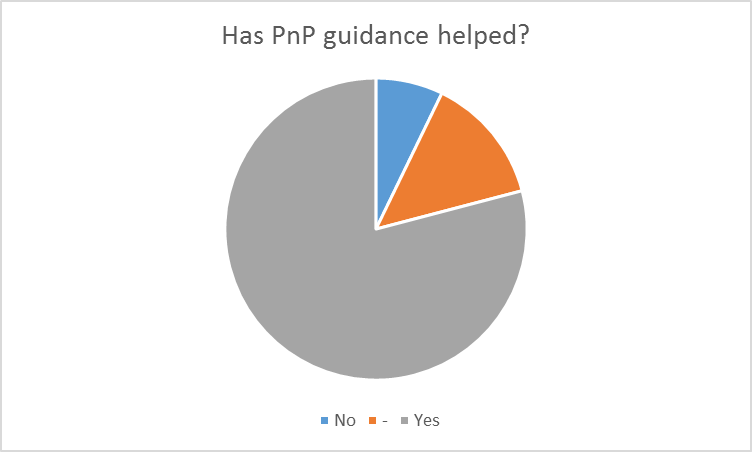 Has PnP guidance helped?
No - Yes